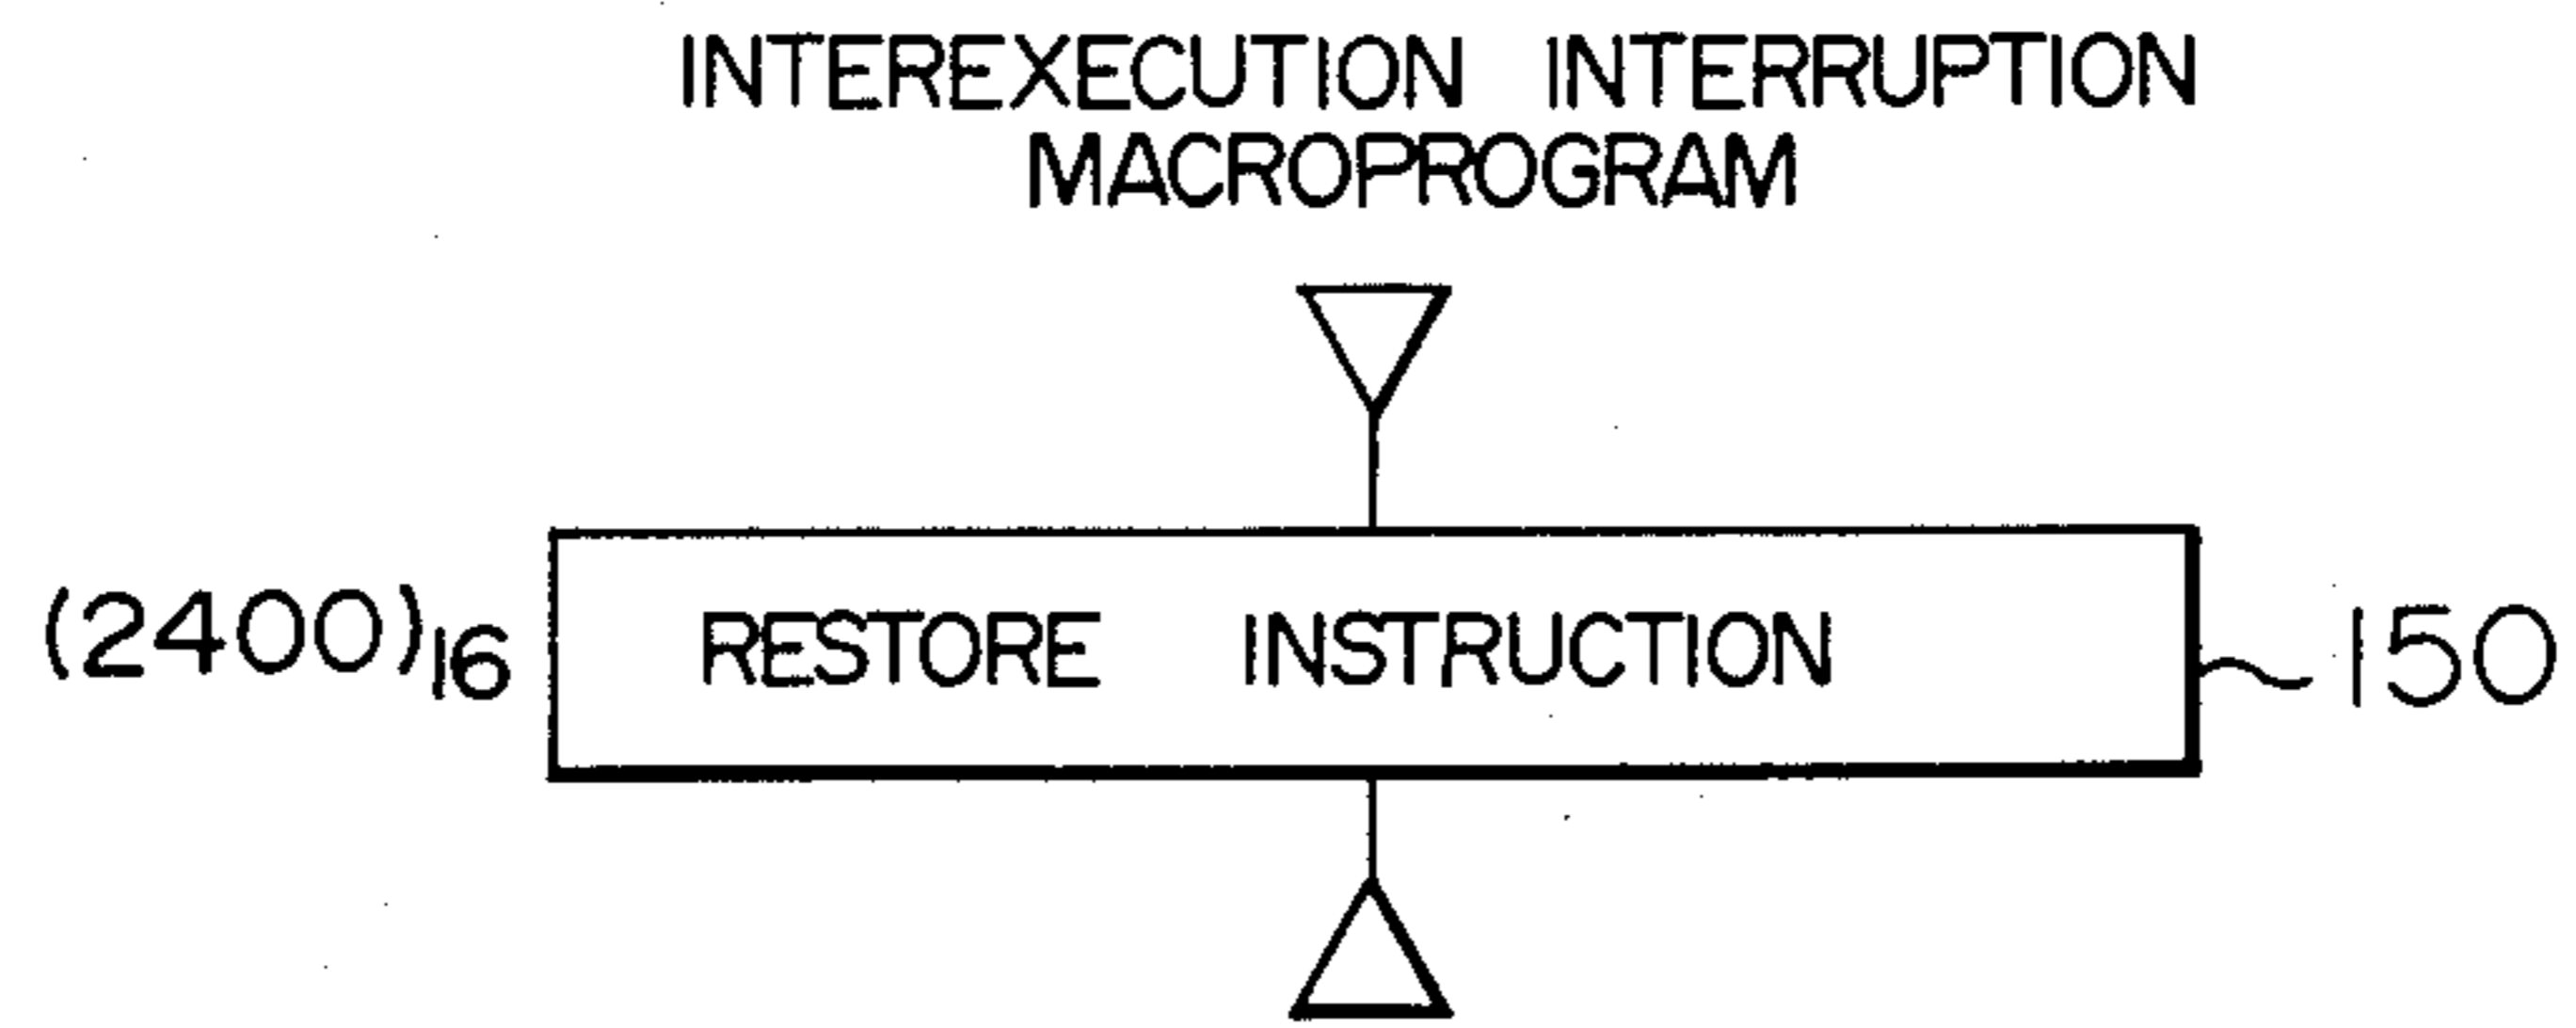 INTEREXECUTION INTERRUPTION
MACROPROGRAM
(2400)16 RESTORE INSTRUCTION 150